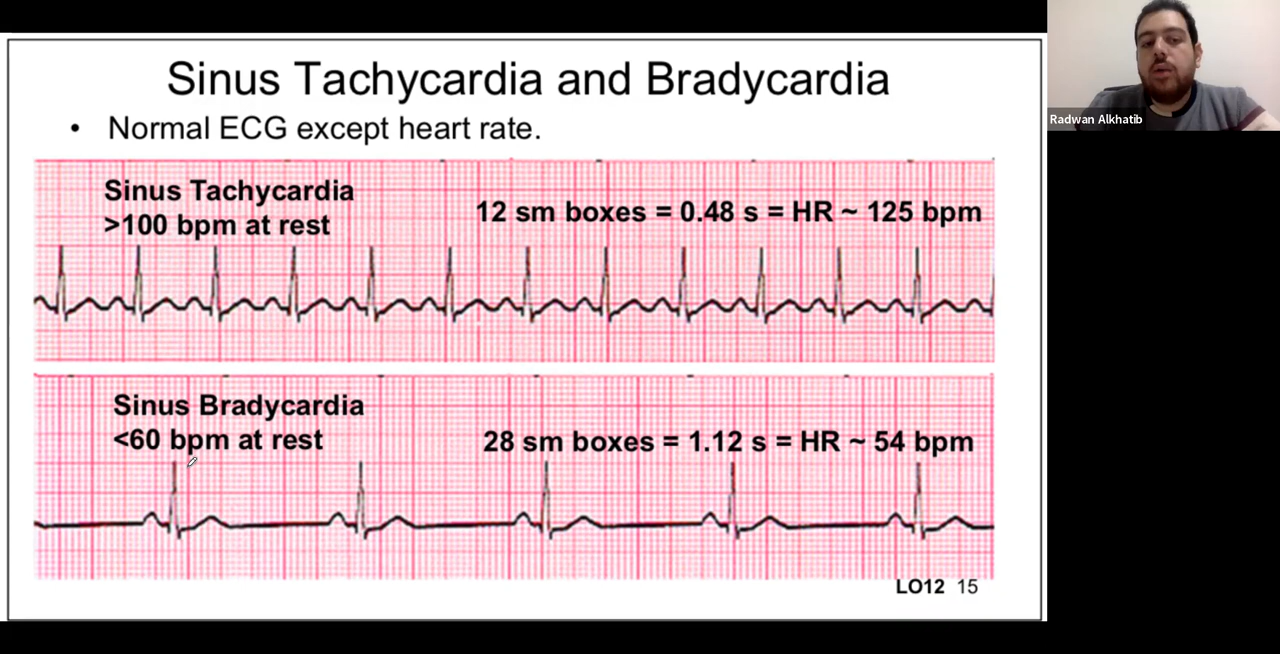 Sinus Tachycardia and Bradycardia
• Normal ECG except heart rate.
Sinus Tachycardia
>100 bpm at rest
12 sm boxes = 0.48 s = HR ~ 125 bpm
Sinus Bradycardia
<60 bpm at rest
28 sm boxes = 1.12 s = HR ~ 54 bpm
LO12 15
Radwan Alkhatib